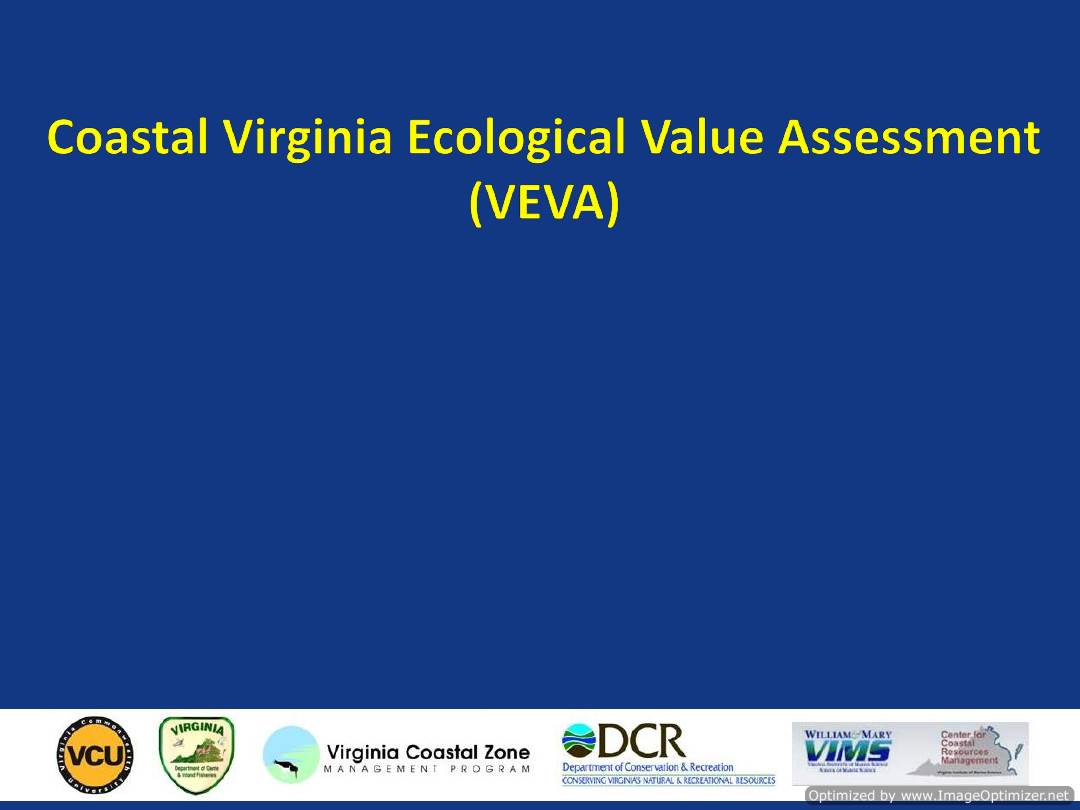 Coastal Virginia Ecological Value Assessment
(VEVA)
Virginia Commonwealth University
VCU
VIRGINIA
Department of Game
& Inland Fisheries
Virginia Coastal Zone
MANAGEMENT PROGRAM
DCR
Department of Conservation & Recreation
CONSERVING VIRGINIA'S NATURAL & RECREATIONAL RESOURCES
WILLIAM & MARY
VIMS
VIRGINIA INSTITUTE OF MARINE SCIENCE
SCHOOL OF MARINE SCIENCE
Center for
Coastal
Resources
Management
Virginia Institute of Marine Science
Optimized by www.ImageOptimizer.net